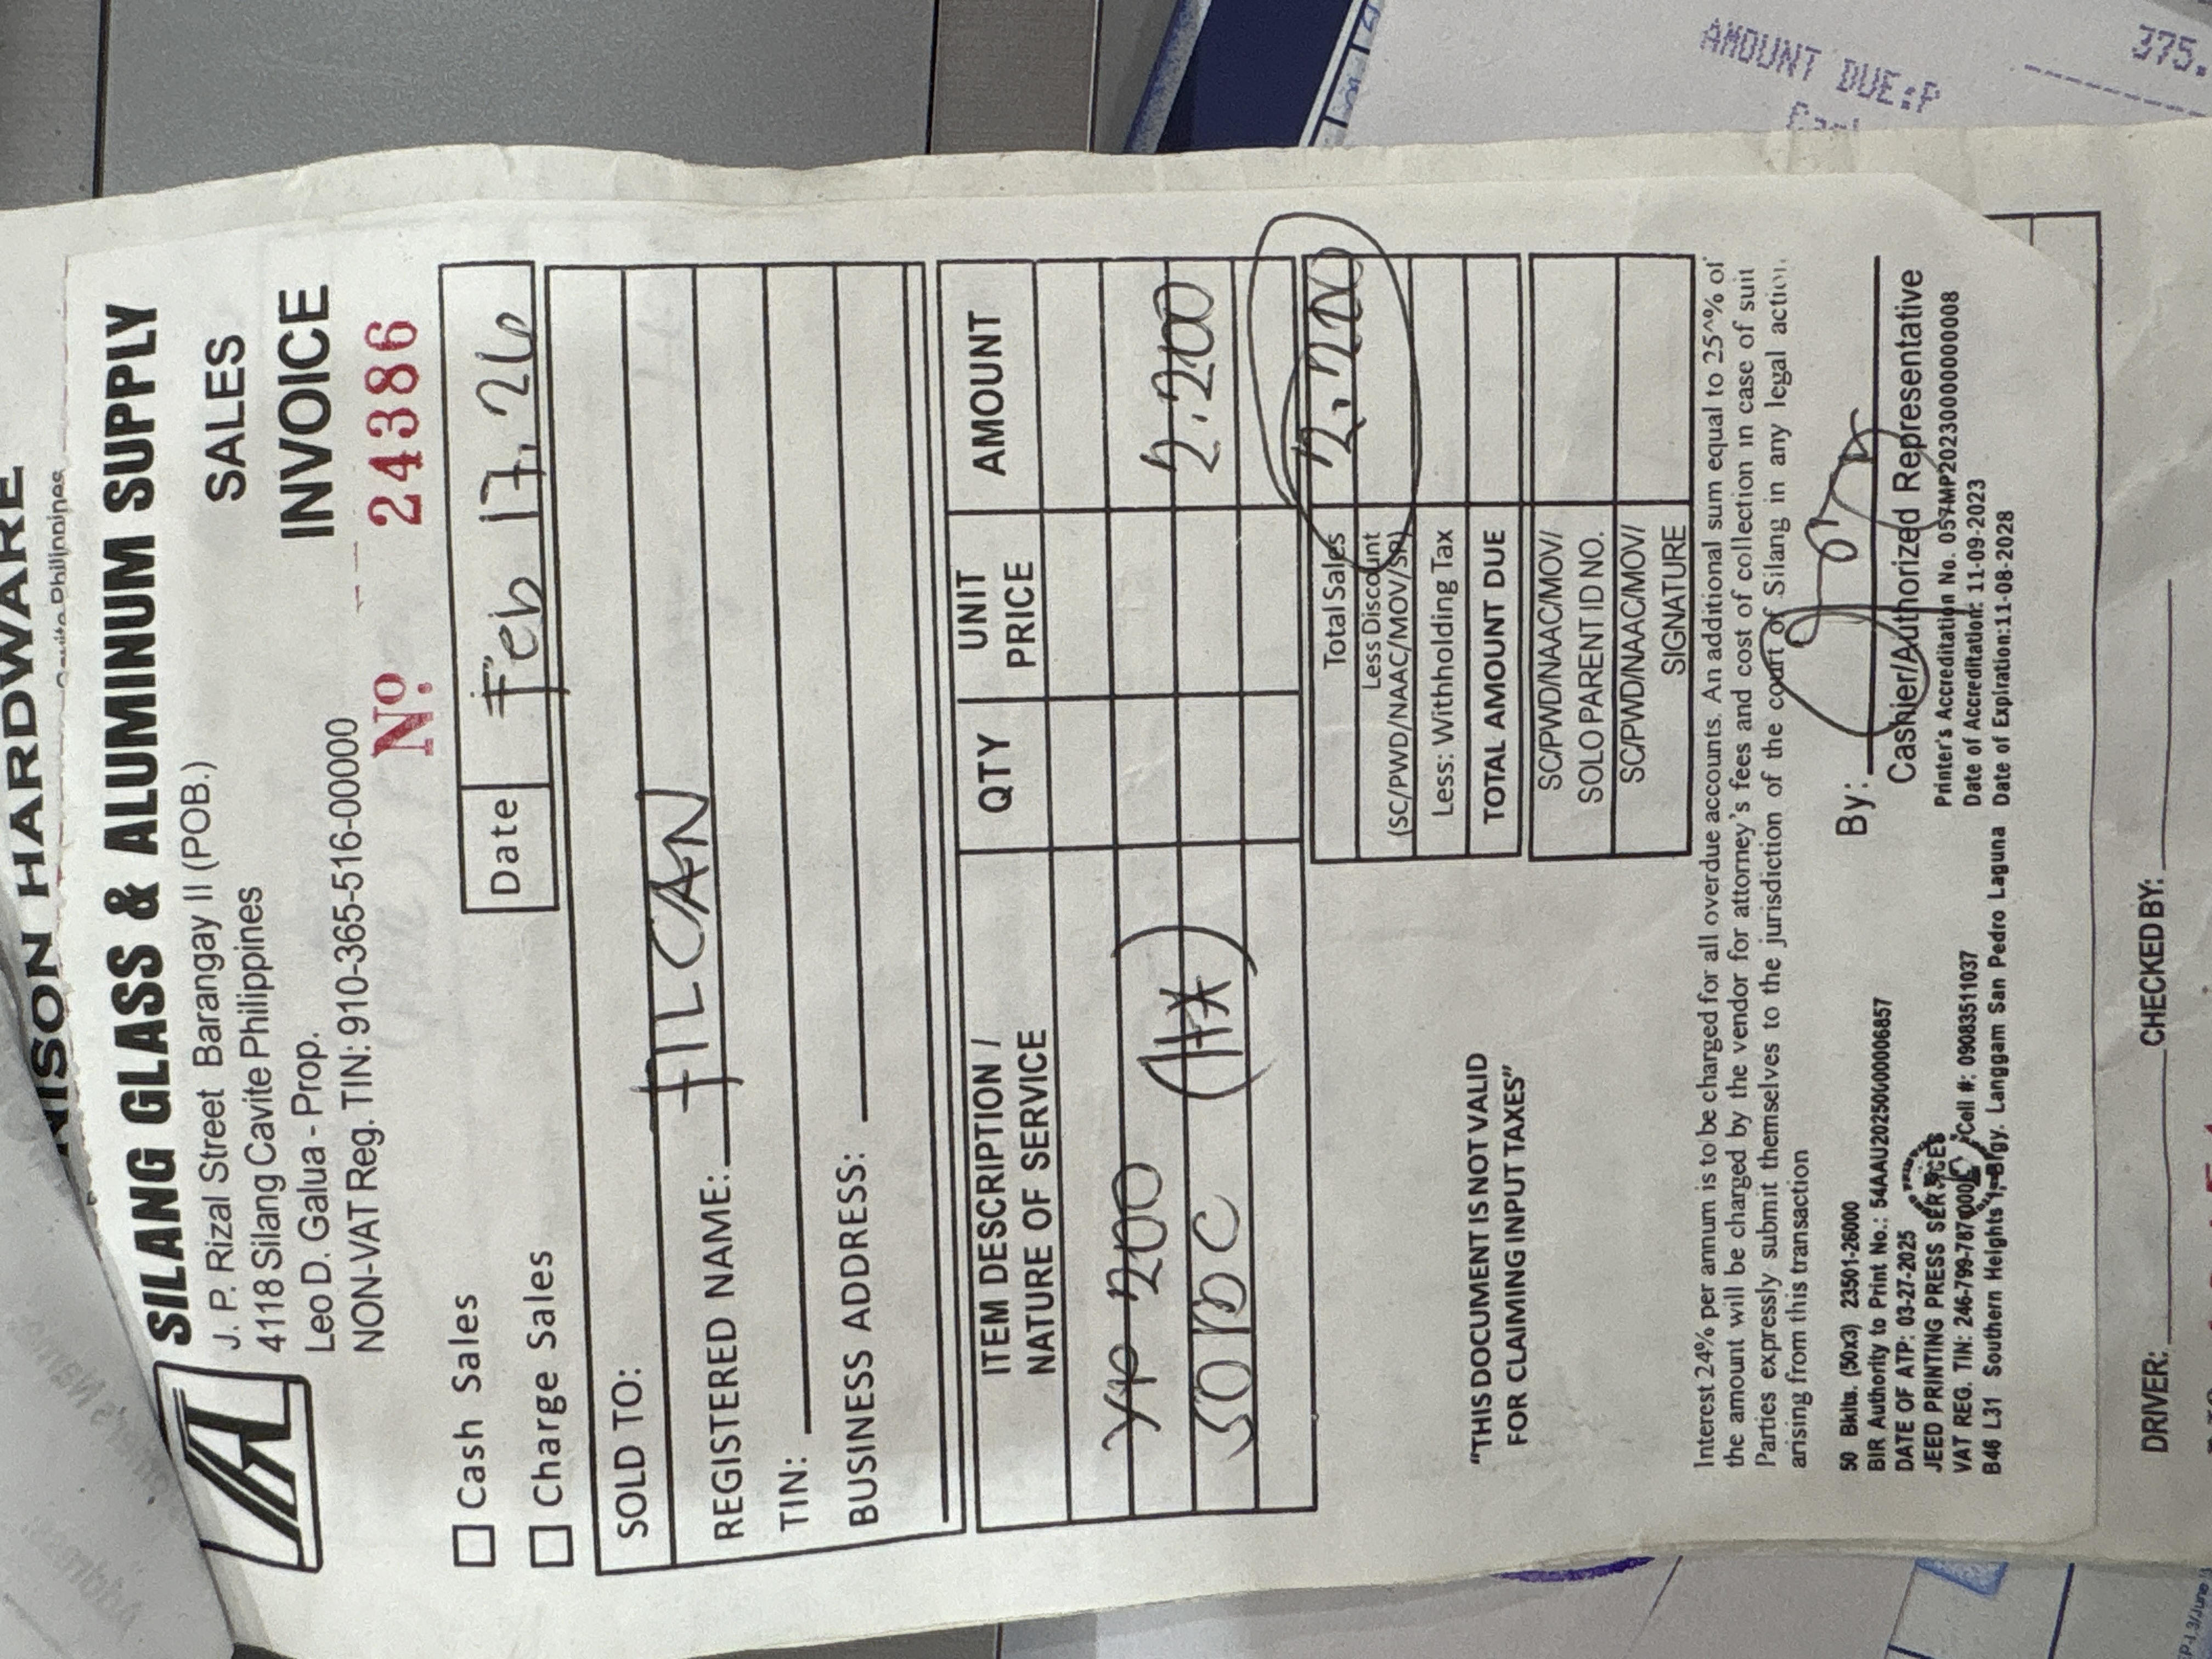 NISON HARDWARE
Cavite Philippines
SILANG GLASS & ALUMINUM SUPPLY
J. P. Rizal Street Barangay II (POB.)
4118 Silang Cavite Philippines
Leo D. Galua - Prop.
NON-VAT Reg. TIN: 910-365-516-00000
SALES
INVOICE
Nº 24386
Cash Sales
Charge Sales
Date Feb 17, 26
SOLD TO:
REGISTERED NAME: FILCAN
TIN:
BUSINESS ADDRESS:
ITEM DESCRIPTION / NATURE OF SERVICE QTY UNIT PRICE AMOUNT
YP 200
2,200
Total Sales 2,200
Less Discount
(SC/PWD/NAAC/MOV/SP)
Less: Withholding Tax
TOTAL AMOUNT DUE
SC/PWD/NAAC/MOV/
SOLO PARENT ID NO.
SC/PWD/NAAC/MOV/
SIGNATURE
"THIS DOCUMENT IS NOT VALID
FOR CLAIMING INPUT TAXES"
Interest 24% per annum is to be charged for all overdue accounts. An additional sum equal to 25^% of
the amount will be charged by the vendor for attorney's fees and cost of collection in case of suit
Parties expressly submit themselves to the jurisdiction of the court of Silang in any legal action
arising from this transaction
By:
Cashier/Authorized Representative
50 Bklts. (50x3) 23501-26000
BIR Authority to Print No.: 54AAU20250000006857
DATE OF ATP: 03-27-2025
JEED PRINTING PRESS SERVICES
VAT REG. TIN: 246-799-787 Cell #: 09083511037
B46 L31 Southern Heights 1, Brgy. Langgam San Pedro Laguna
Printer's Accreditation No. 057MP20230000000008
Date of Accreditation: 11-09-2023
Date of Expiration: 11-08-2028
DRIVER: CHECKED BY:
AMOUNT DUE:P 375.